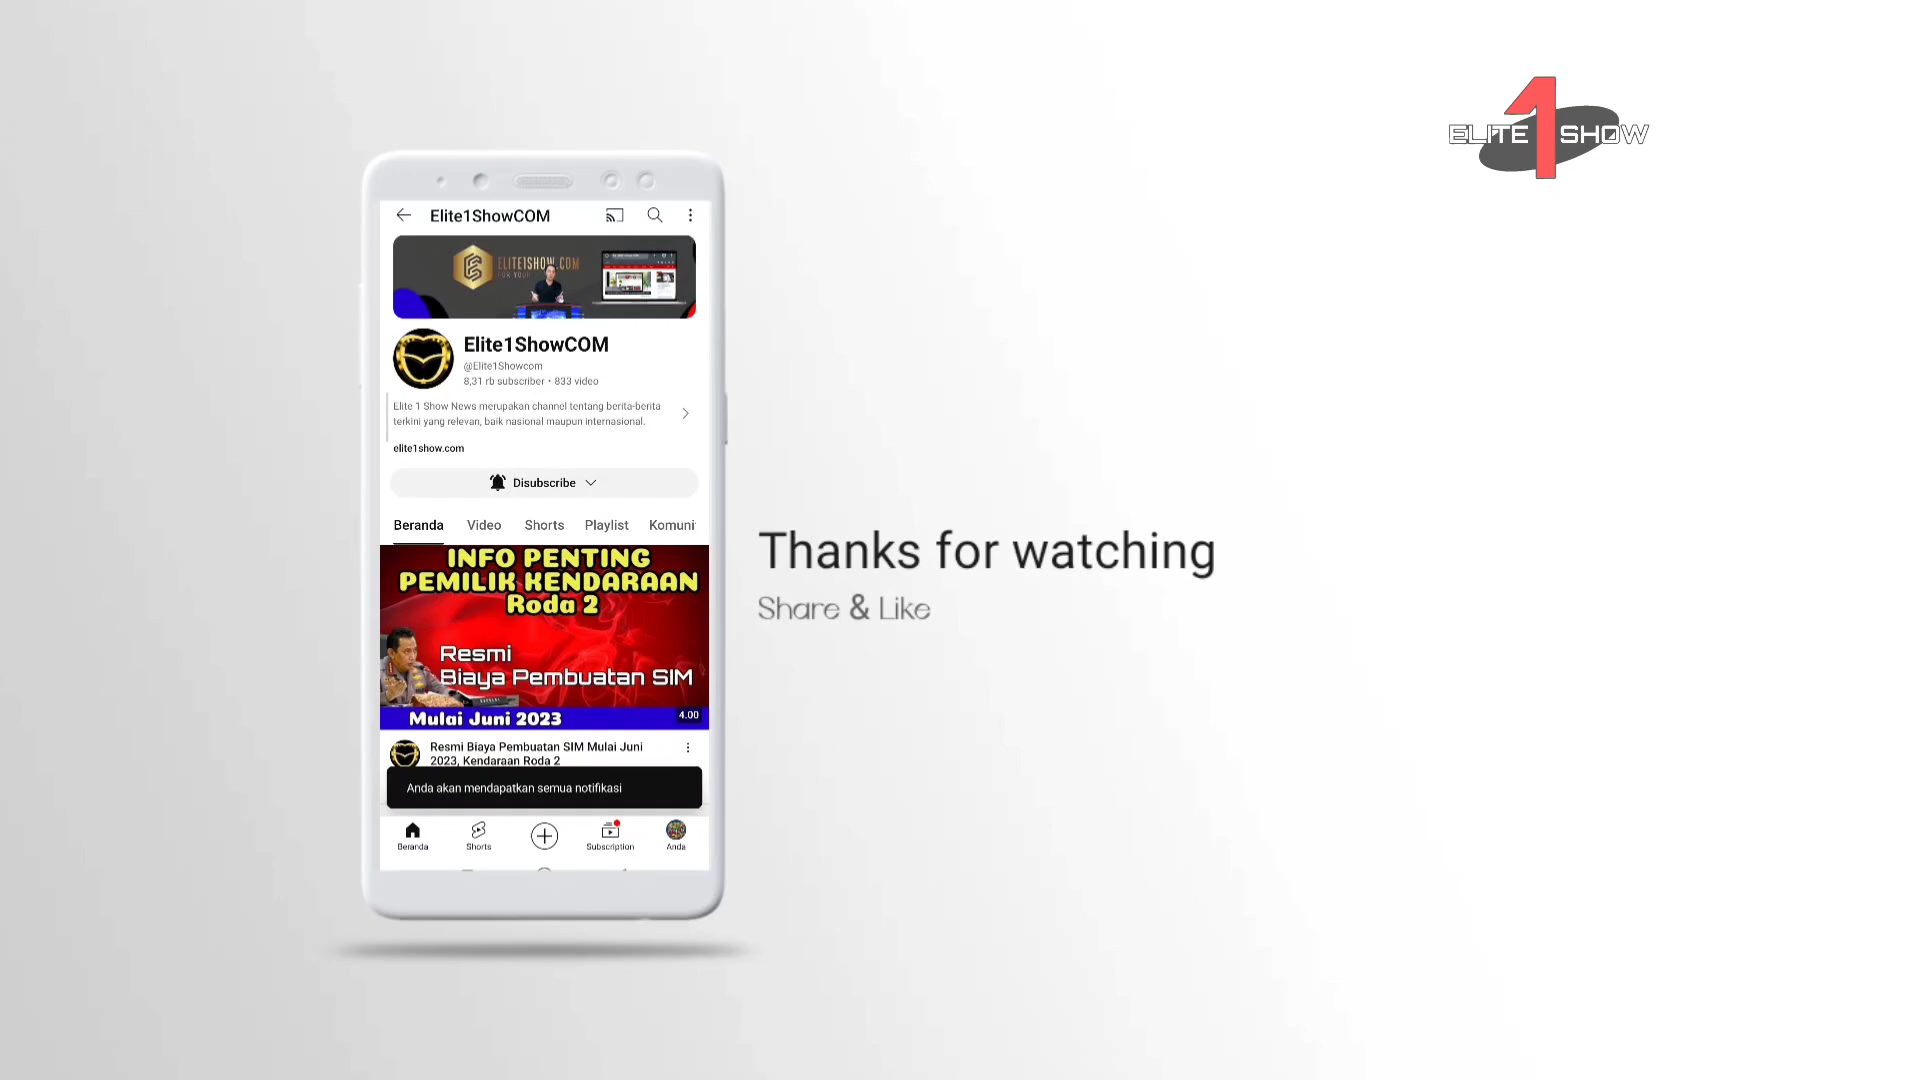 ELITE 1 SHOW
Elite1ShowCOM
ELITE1SHOW.COM
FOR YOUR
Elite1ShowCOM
@Elite1Showcom
8,31 rb subscriber • 833 video
Elite 1 Show News merupakan channel tentang berita-berita
terkini yang relevan, baik nasional maupun internasional.
elite1show.com
Disubscribe
Beranda Video Shorts Playlist Komuni
INFO PENTING
PEMILIK KENDARAAN
Roda 2
Resmi
Biaya Pembuatan SIM
Mulai Juni 2023
4.00
Resmi Biaya Pembuatan SIM Mulai Juni
2023, Kendaraan Roda 2
Anda akan mendapatkan semua notifikasi
Beranda Shorts Subscription Anda
Thanks for watching
Share & Like